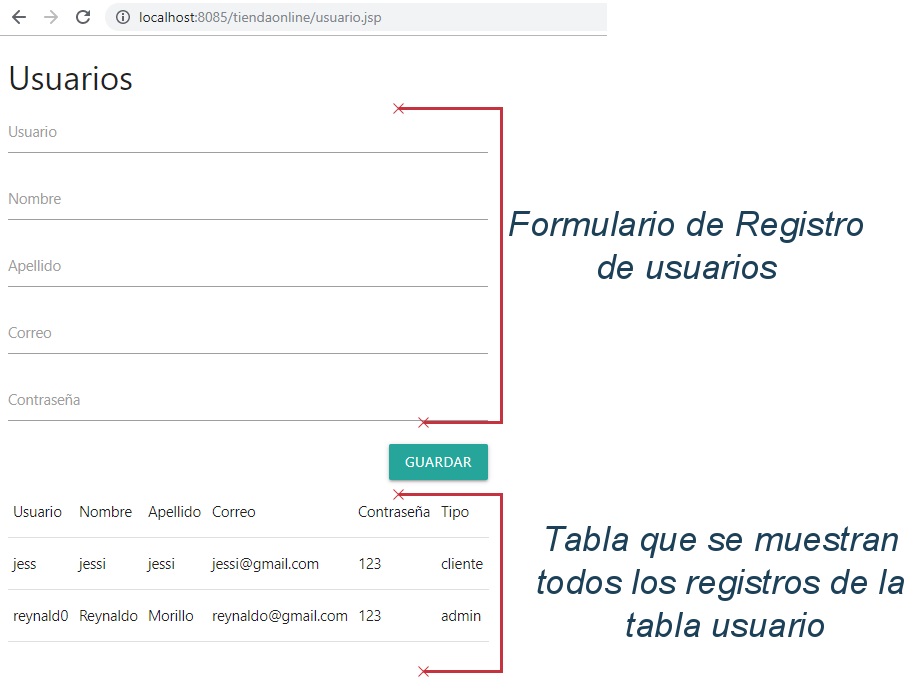 localhost:8085/tiendaonline/usuario.jsp
Usuarios
Usuario
Nombre
Apellido
Correo
Contraseña
Formulario de Registro
de usuarios
GUARDAR
Usuario Nombre Apellido Correo Contraseña Tipo
jess jessi jessi jessi@gmail.com 123 cliente
reynald0 Reynaldo Morillo reynaldo@gmail.com 123 admin
Tabla que se muestran
todos los registros de la
tabla usuario